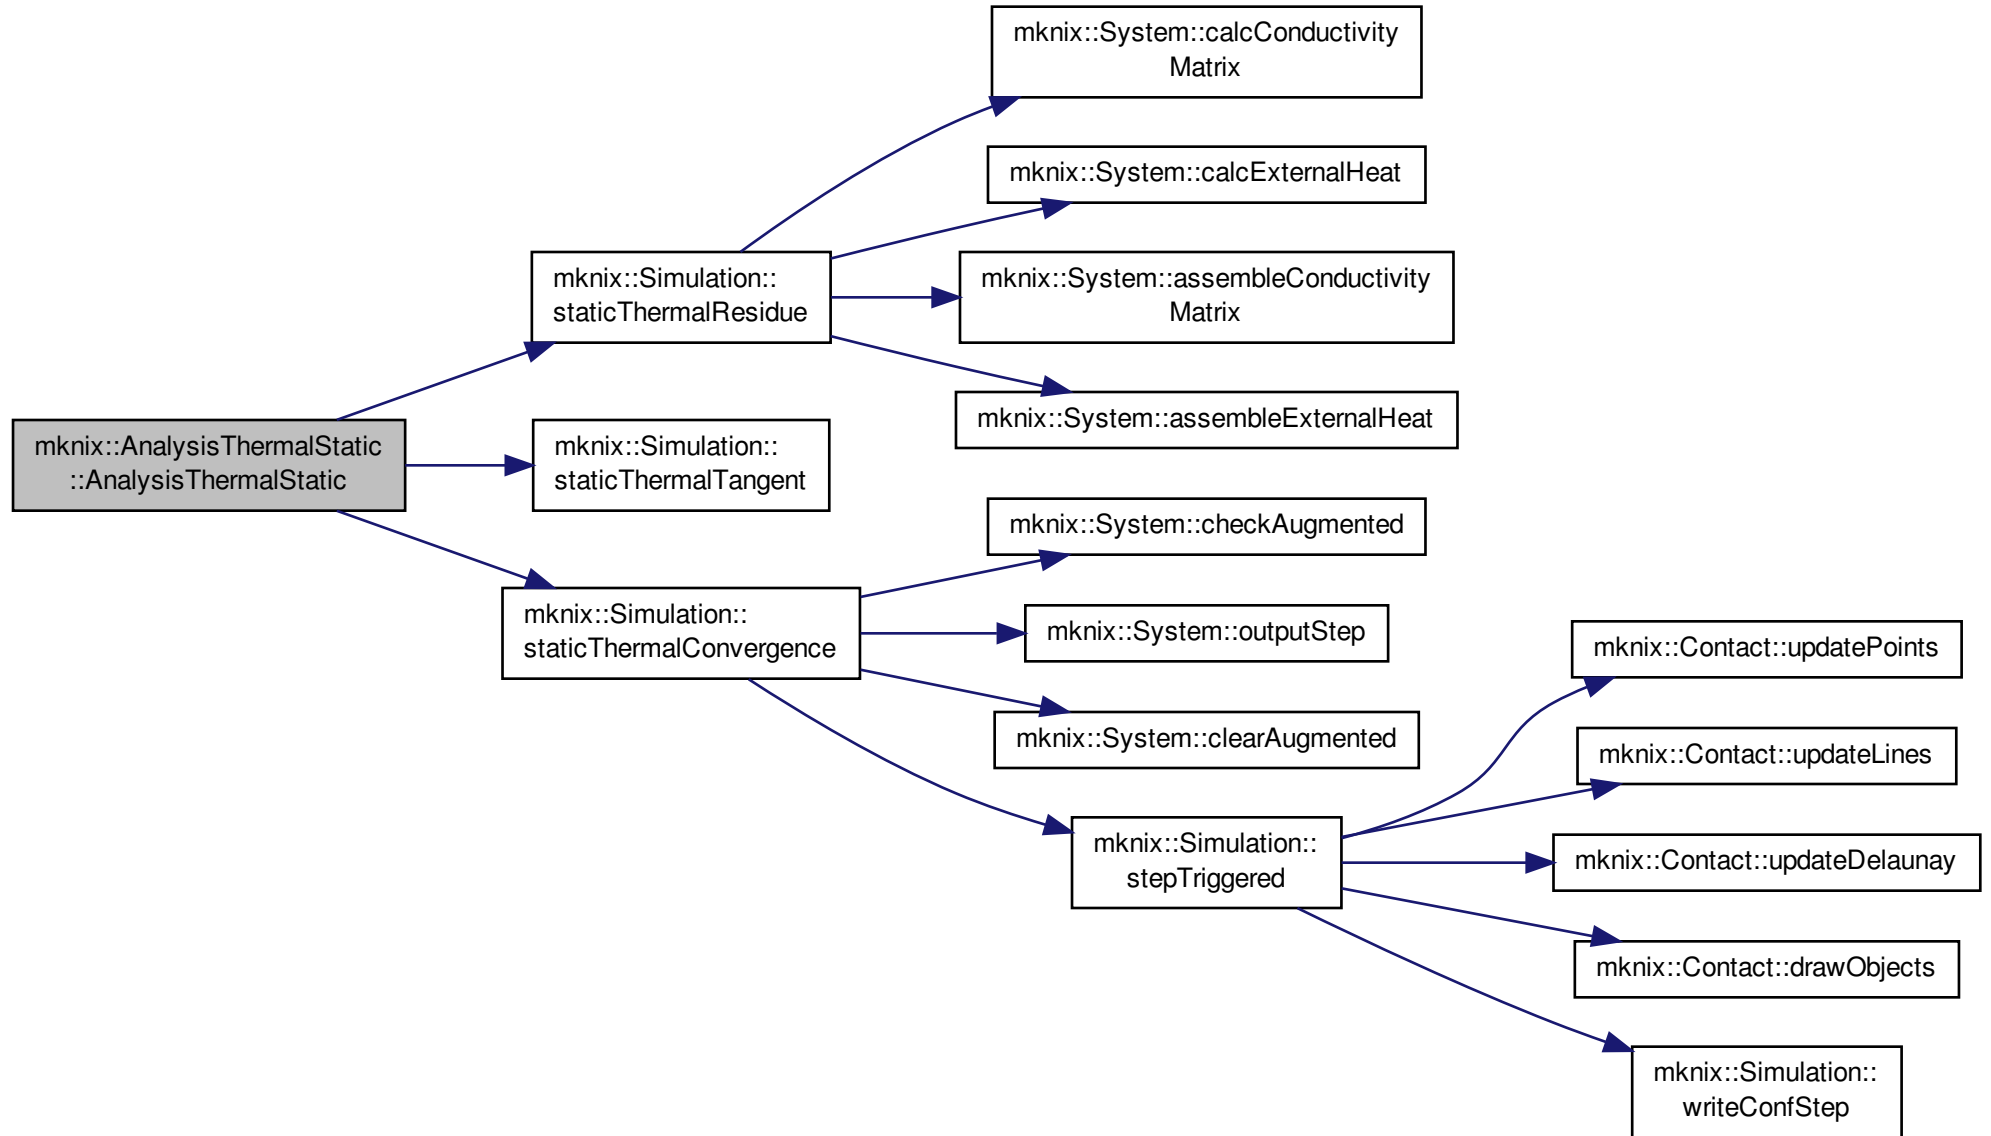 mknix::System::calcConductivity
Matrix
mknix::System::calcExternalHeat
mknix::Simulation::
staticThermalResidue
mknix::System::assembleConductivity
Matrix
mknix::System::assembleExternalHeat
mknix::AnalysisThermalStatic
::AnalysisThermalStatic
mknix::Simulation::
staticThermalTangent
mknix::System::checkAugmented
mknix::Simulation::
staticThermalConvergence
mknix::System::outputStep
mknix::System::clearAugmented
mknix::Simulation::
stepTriggered
mknix::Contact::updatePoints
mknix::Contact::updateLines
mknix::Contact::updateDelaunay
mknix::Contact::drawObjects
mknix::Simulation::
writeConfStep